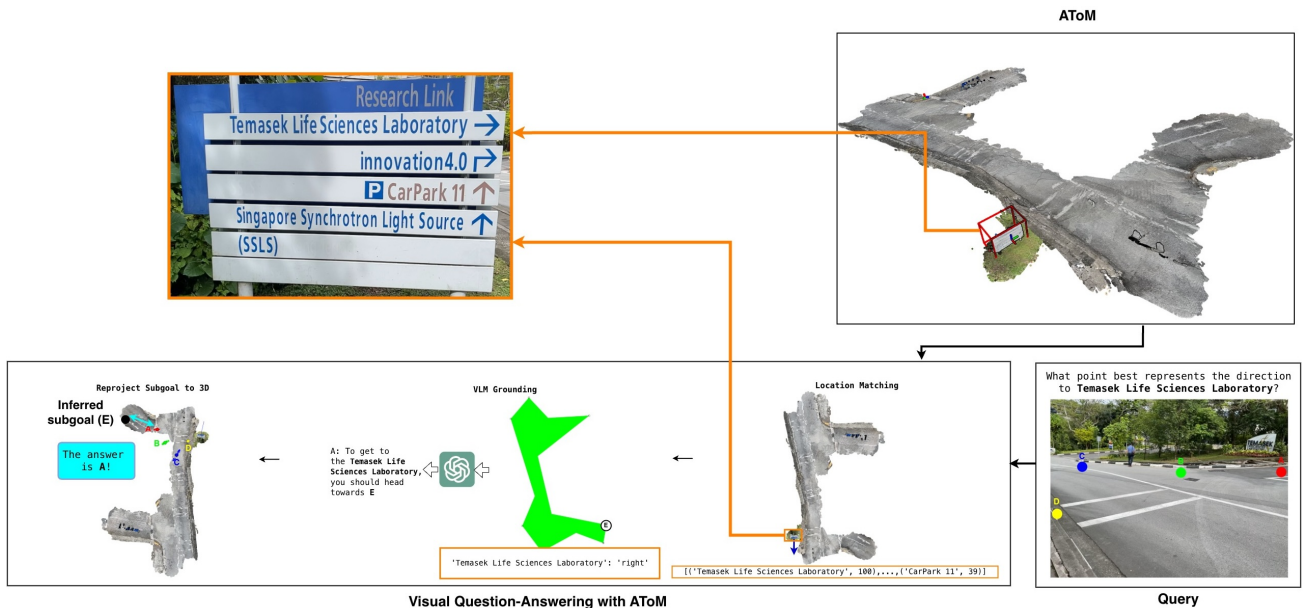 AToM
Research Link
Temasek Life Sciences Laboratory
innovation4.0
P CarPark 11
Singapore Synchrotron Light Source
(SSLS)
Reproject Subgoal to 3D
Inferred
subgoal (E)
A
B
C
D
The answer
is A!
VLM Grounding
A: To get to
the Temasek Life
Sciences Laboratory,
you should head
towards E
E
'Temasek Life Sciences Laboratory': 'right'
Location Matching
[('Temasek Life Sciences Laboratory', 100),...,('CarPark 11', 39)]
What point best represents the direction
to Temasek Life Sciences Laboratory?
TEMASEK
C
D
Visual Question-Answering with AToM
Query